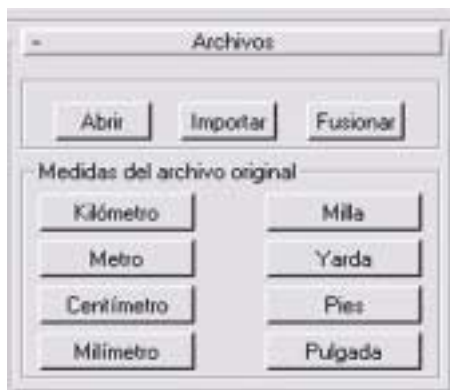 - Archivos
Abrir Importar Fusionar
Medidas del archivo original
Kilómetro Milla
Metro Yarda
Centímetro Pies
Milímetro Pulgada